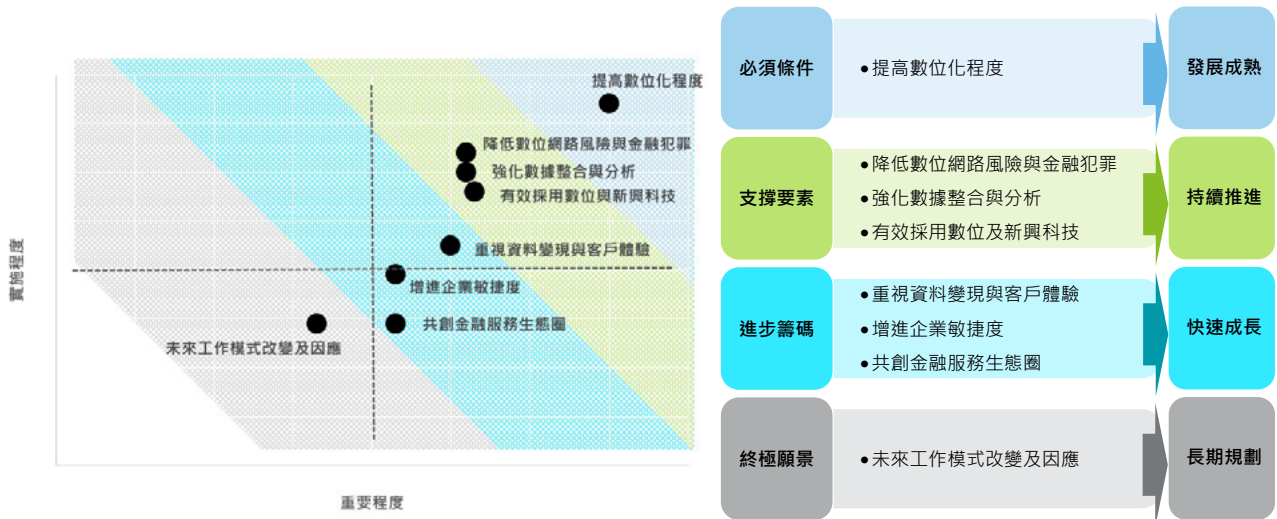 提高數位化程度
降低數位網路風險與金融犯罪
強化數據整合與分析
有效採用數位與新興科技
重視資料變現與客戶體驗
增進企業敏捷度
共創金融服務生態圈
未來工作模式改變及因應
實施程度
重要程度
必須條件
•提高數位化程度
發展成熟
支撐要素
•降低數位網路風險與金融犯罪
•強化數據整合與分析
•有效採用數位及新興科技
持續推進
進步籌碼
•重視資料變現與客戶體驗
•增進企業敏捷度
•共創金融服務生態圈
快速成長
終極願景
•未來工作模式改變及因應
長期規劃